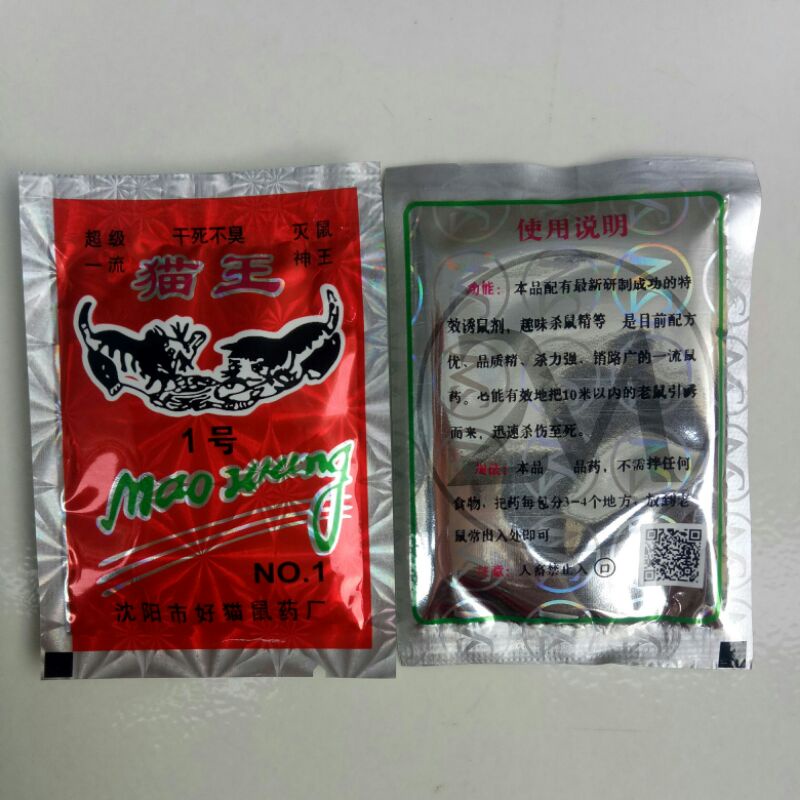 超级 干死不臭 灭鼠
一流 神王
猫王
1号
Mao wang
NO.1
沈阳市好猫鼠药厂
使用说明
功能: 本品配有最新研制成功的特
效诱鼠剂, 趣味杀鼠精等 是目前配方
优、品质精、杀力强、销路广的一流鼠
药。它能有效地把10米以内的老鼠引诱
而来, 迅速杀伤至死。
用法: 本品 品药, 不需拌任何
食物, 把药每包分3-4个地方, 放到老
鼠常出入外即可
注意: 人畜禁止入口